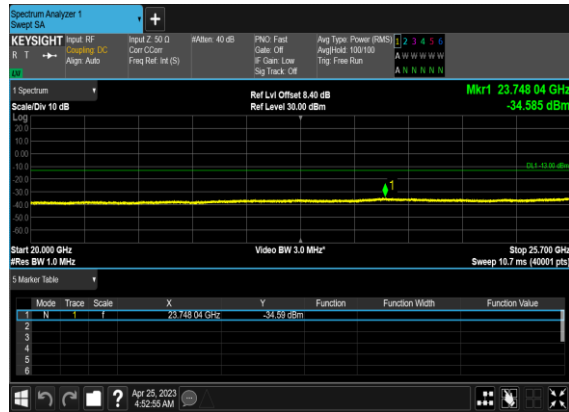 Spectrum Analyzer 1
Swept SA
KEYSIGHT Input: RF Input Z: 50 Ω #Atten: 40 dB PNO: Fast Avg Type: Power (RMS) 1 2 3 4 5 6
R T Coupling: DC Corr CCorr Gate: Off Avg|Hold: 100/100 A W W W W W
Align: Auto Freq Ref: Int (S) IF Gain: Low Trig: Free Run
Sig Track: Off A N N N N N
1 Spectrum Ref Lvl Offset 8.40 dB Mkr1 23.748 04 GHz
Scale/Div 10 dB Ref Level 30.00 dBm -34.585 dBm
Log
20.0
10.0
0.00
-10.0
DL1 -13.00 dBm
-20.0
-30.0
1
-40.0
-50.0
-60.0
Start 20.000 GHz Video BW 3.0 MHz* Stop 25.700 GHz
#Res BW 1.0 MHz Sweep 10.7 ms (40001 pts)
5 Marker Table
Mode Trace Scale X Y Function Function Width Function Value
1 N 1 f 23.748 04 GHz -34.59 dBm
2
3
4
5
6
? Apr 25, 2023
4:52:55 AM